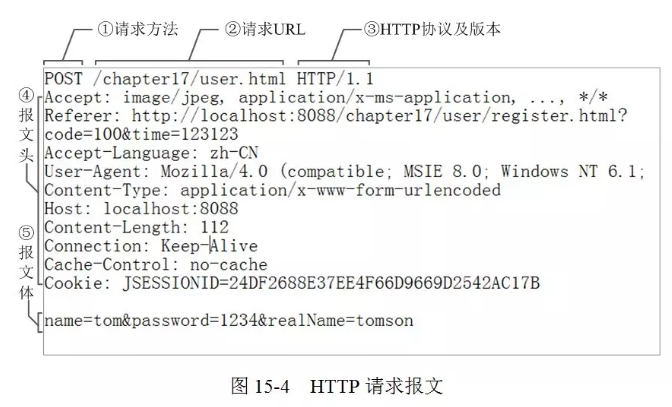 ①请求方法 ②请求URL ③HTTP协议及版本
POST /chapter17/user.html HTTP/1.1
④报文头
Accept: image/jpeg, application/x-ms-application, ..., */*
Referer: http://localhost:8088/chapter17/user/register.html?
code=100&time=123123
Accept-Language: zh-CN
User-Agent: Mozilla/4.0 (compatible; MSIE 8.0; Windows NT 6.1;
Content-Type: application/x-www-form-urlencoded
Host: localhost:8088
Content-Length: 112
Connection: Keep-Alive
Cache-Control: no-cache
Cookie: JSESSIONID=24DF2688E37EE4F66D9669D2542AC17B
⑤报文体
name=tom&password=1234&realName=tomson
图 15-4 HTTP 请求报文